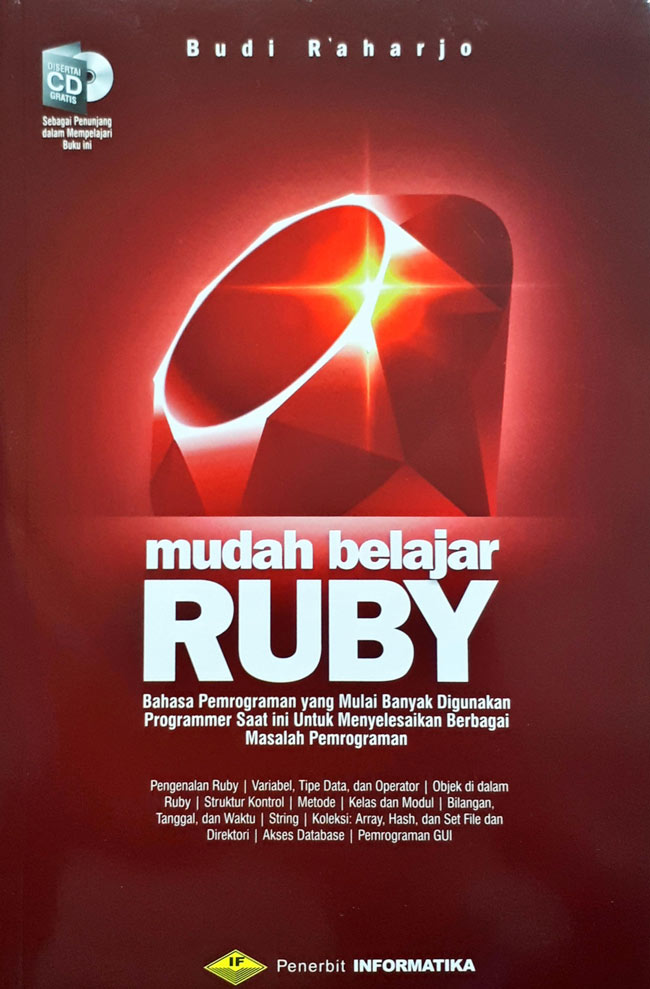 Budi Raharjo
DISERTAI
CD
GRATIS
Sebagai Penunjang
dalam Mempelajari
Buku ini
mudah belajar
RUBY
Bahasa Pemrograman yang Mulai Banyak Digunakan
Programmer Saat ini Untuk Menyelesaikan Berbagai
Masalah Pemrograman
Pengenalan Ruby | Variabel, Tipe Data, dan Operator | Objek di dalam
Ruby | Struktur Kontrol | Metode | Kelas dan Modul | Bilangan,
Tanggal, dan Waktu | String | Koleksi: Array, Hash, dan Set File dan
Direktori | Akses Database | Pemrograman GUI
IF
Penerbit INFORMATIKA